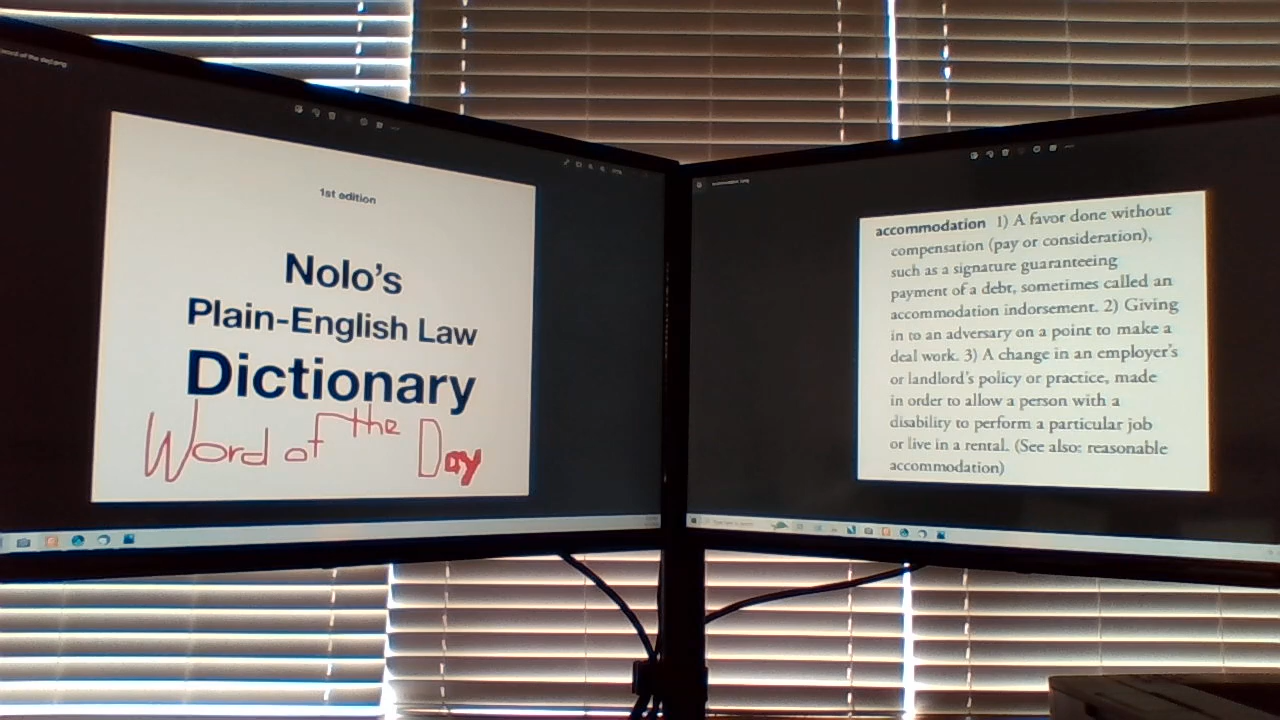 1st edition
Nolo's
Plain-English Law
Dictionary
Word of the Day
accommodation 1) A favor done without
compensation (pay or consideration),
such as a signature guaranteeing
payment of a debt, sometimes called an
accommodation indorsement. 2) Giving
in to an adversary on a point to make a
deal work. 3) A change in an employer's
or landlord's policy or practice, made
in order to allow a person with a
disability to perform a particular job
or live in a rental. (See also: reasonable
accommodation)